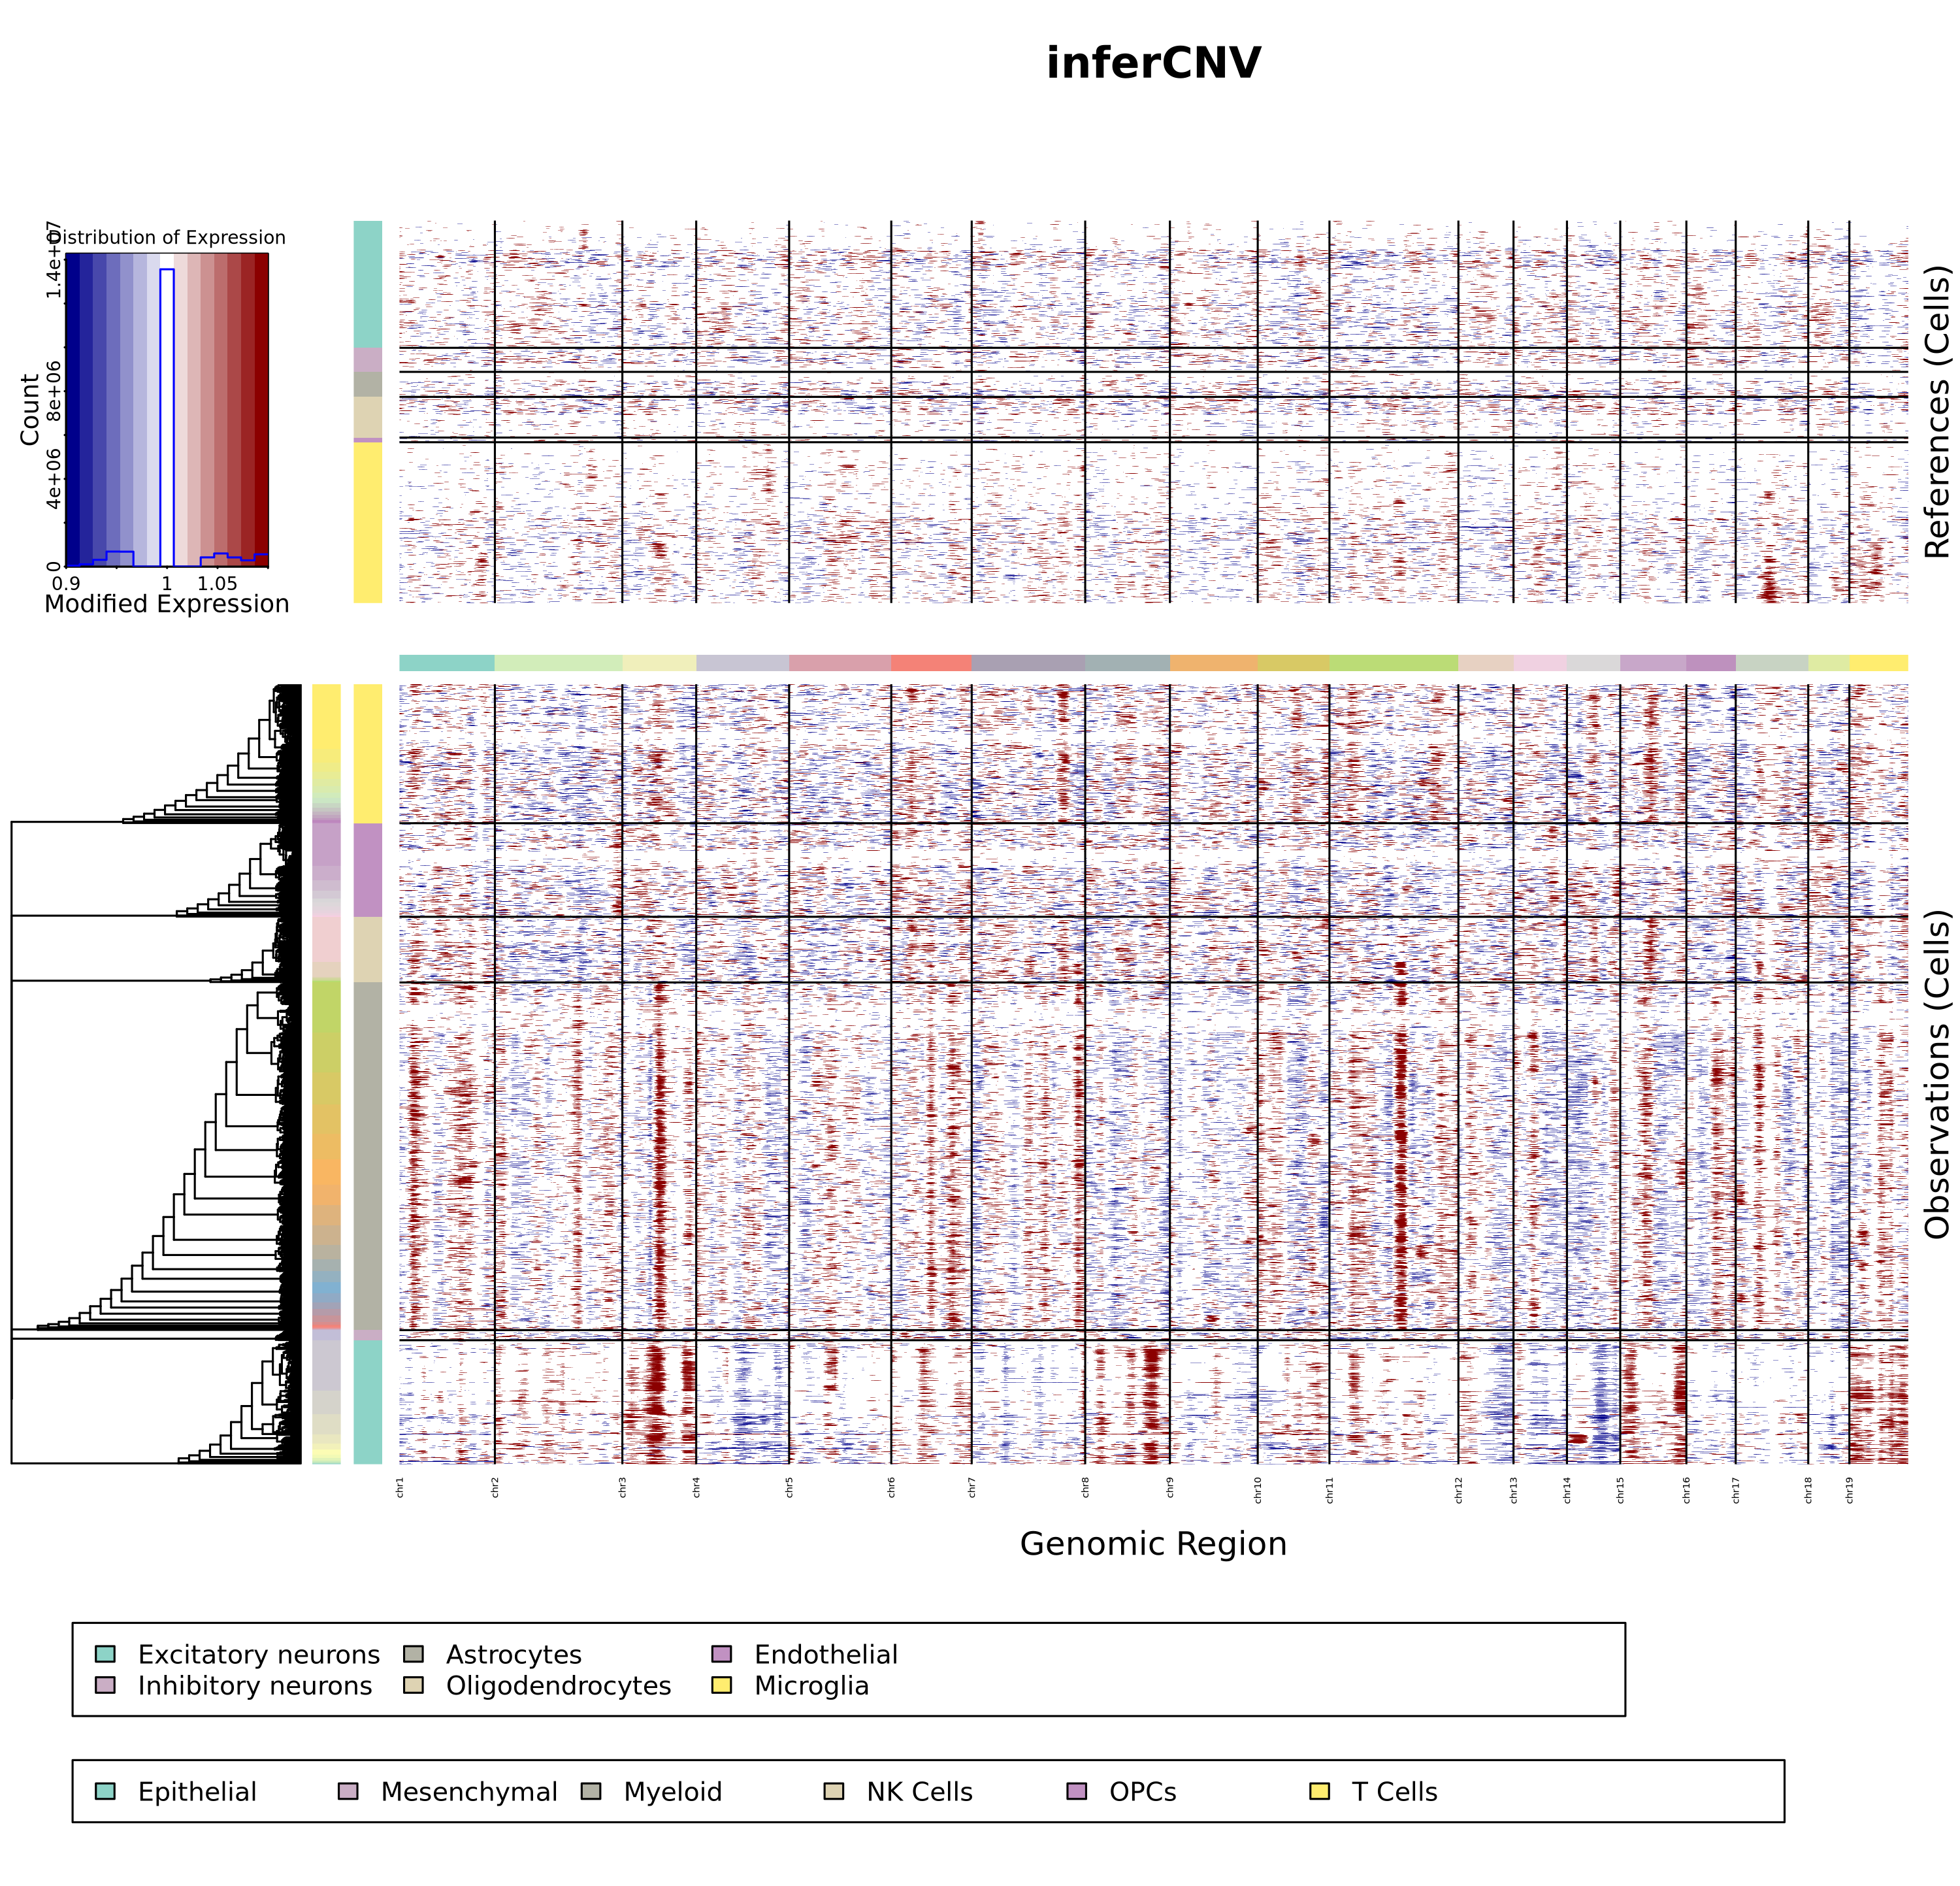 inferCNV
Distribution of Expression
Count
0 4e+06 8e+06 1.4e+07
0.9 1 1.05
Modified Expression
References (Cells)
Observations (Cells)
chr1 chr2 chr3 chr4 chr5 chr6 chr7 chr8 chr9 chr10 chr11 chr12 chr13 chr14 chr15 chr16 chr17 chr18 chr19
Genomic Region
Excitatory neurons Astrocytes Endothelial
Inhibitory neurons Oligodendrocytes Microglia
Epithelial Mesenchymal Myeloid NK Cells OPCs T Cells